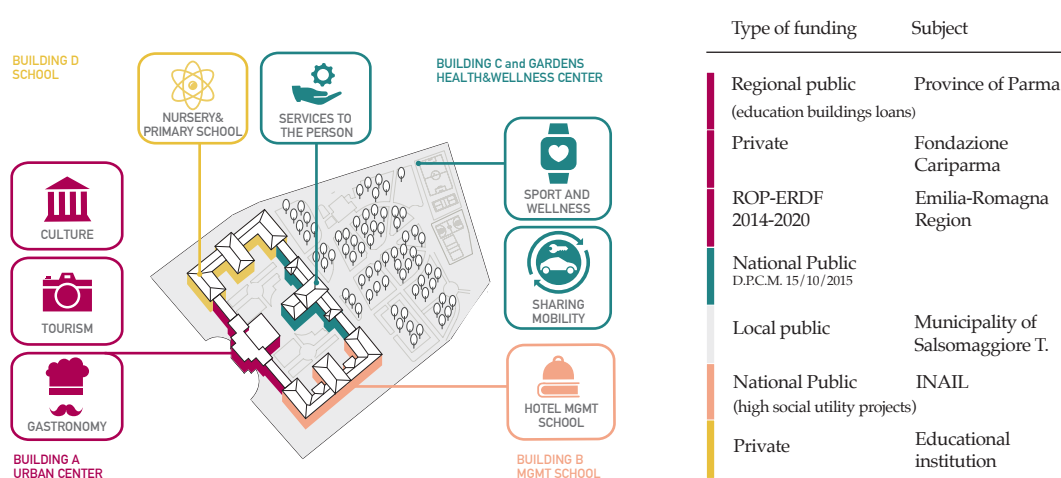 BUILDING D
SCHOOL
NURSERY&
PRIMARY SCHOOL
SERVICES TO
THE PERSON
BUILDING C and GARDENS
HEALTH&WELLNESS CENTER
CULTURE
TOURISM
GASTRONOMY
BUILDING A
URBAN CENTER
SPORT AND
WELLNESS
SHARING
MOBILITY
HOTEL MGMT
SCHOOL
BUILDING B
MGMT SCHOOL
Type of funding Subject
Regional public Province of Parma
(education buildings loans)
Private Fondazione
Cariparma
ROP-ERDF Emilia-Romagna
2014-2020 Region
National Public
D.P.C.M. 15/10/2015
Local public Municipality of
Salsomaggiore T.
National Public INAIL
(high social utility projects)
Private Educational
institution